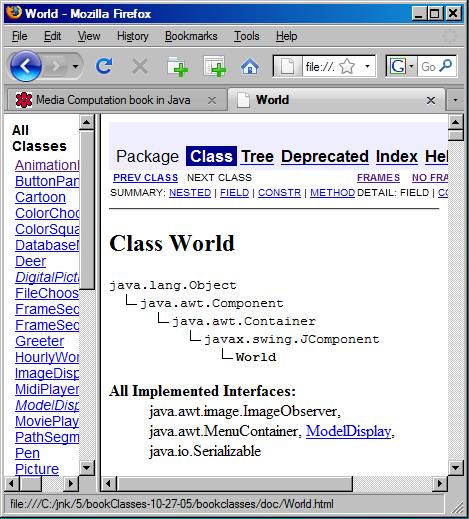 World - Mozilla Firefox
File Edit View History Bookmarks Tools Help
file://.
G Go
Media Computation book in Java
World
All
Classes
AnimationP
ButtonPan
Cartoon
ColorChoo
ColorSqua
DatabaseM
Deer
DigitalPictu
FileChoos
FrameSec
FrameSec
Greeter
HourlyWor
ImageDisp
MidiPlayer
ModelDisp
MoviePlay
PathSegm
Pen
Picture
Package Class Tree Deprecated Index Hel
PREV CLASS NEXT CLASS FRAMES NO FRA
SUMMARY: NESTED | FIELD | CONSTR | METHOD DETAIL: FIELD | CO
Class World
java.lang.Object
java.awt.Component
java.awt.Container
javax.swing.JComponent
World
All Implemented Interfaces:
java.awt.image.ImageObserver,
java.awt.MenuContainer, ModelDisplay,
java.io.Serializable
file:///C:/jnk/5/bookClasses-10-27-05/bookclasses/doc/World.html